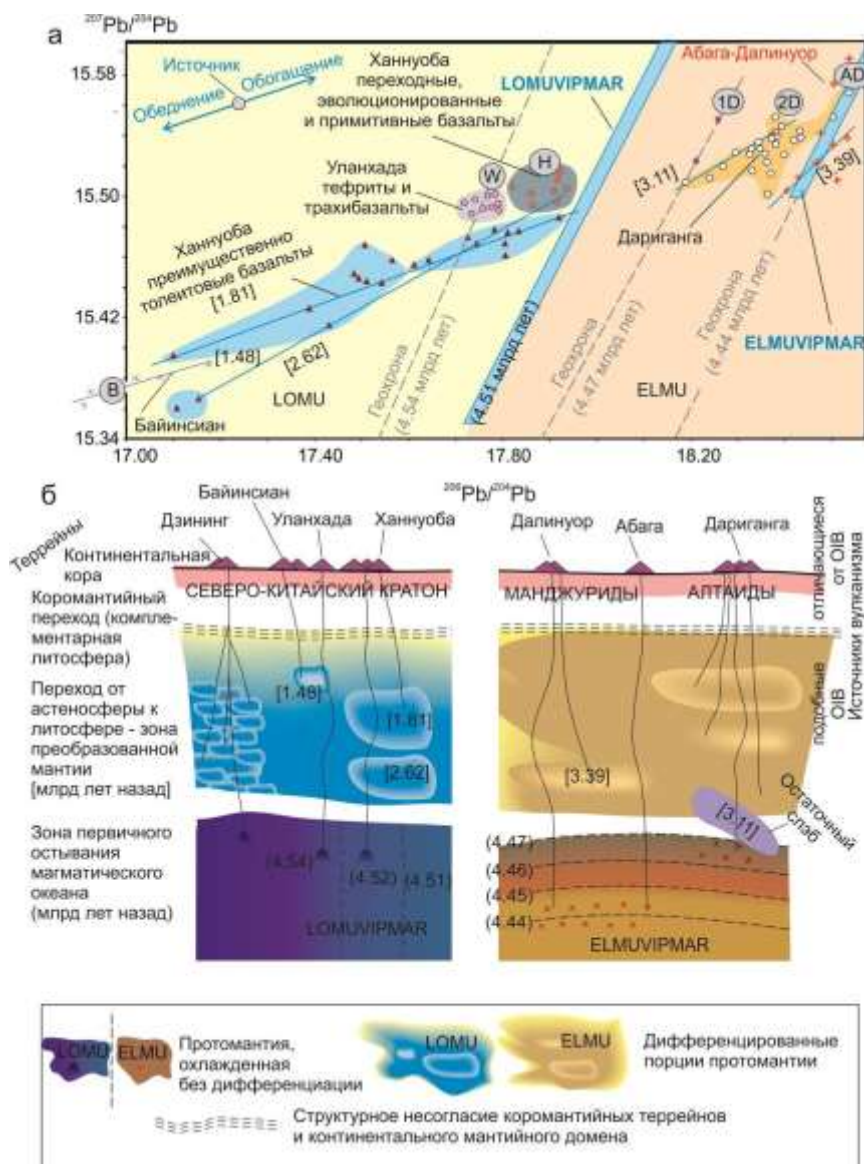 ²⁰⁷Pb/²⁰⁴Pb
а
15.58
15.50
15.42
15.34
17.00
17.40
17.80
18.20
²⁰⁶Pb/²⁰⁴Pb
Источник
Обогащение
Обеднение
Ханнуоба
переходные,
эволюционированные
и примитивные базальты
Уланхада
тефриты и
трахибазальты
W
H
Ханнуоба
преимущественно
толеитовые базальты
[1.81]
[1.48]
[2.62]
B
Байинсиан
LOMU
Геохрона
(4.54 млрд лет)
LOMUVIPMAR
(4.51 млрд лет)
Геохрона
(4.47 млрд лет)
Абага-Далинуор
1D
2D
AD
[3.11]
[3.39]
Дариганга
Геохрона
(4.44 млрд лет)
ELMUVIPMAR
ELMU
б
Террейны
Дзининг
Байинсиан
Уланхада
Ханнуоба
Далинуор
Абага
Дариганга
Континентальная
кора
СЕВЕРО-КИТАЙСКИЙ КРАТОН
МАНДЖУРИДЫ
АЛТАИДЫ
Коромантийный
переход (компле-
ментарная
литосфера)
Переход от
астеносферы к
литосфере - зона
преобразованной
мантии
[млрд лет назад]
[1.48]
[1.81]
[2.62]
[3.39]
[3.11]
Остаточный
слэб
отличающиеся
от OIB
подобные
OIB
Источники вулканизма
Зона первичного
остывания
магматического
океана
(млрд лет назад)
(4.54)
(4.52)
(4.51)
LOMUVIPMAR
(4.47)
(4.46)
(4.45)
(4.44)
ELMUVIPMAR
LOMU
ELMU
Протомантия,
охлажденная
без дифференциации
LOMU
ELMU
Дифференцированные
порции протомантии
Структурное несогласие коромантийных террейнов
и континентального мантийного домена